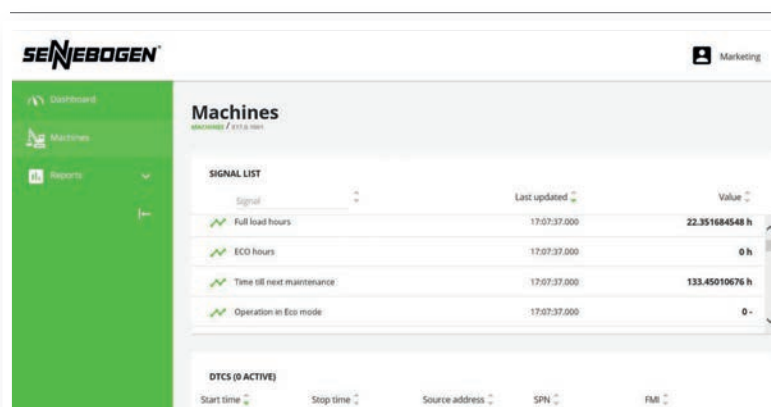 SENNEBOGEN
Marketing
Dashboard
Machines
Reports
Machines
MACHINES /
SIGNAL LIST
Signal Last updated Value
Full load hours 17:07:37.000 22.351684548 h
ECO hours 17:07:37.000 0 h
Time till next maintenance 17:07:37.000 133.45010676 h
Operation in Eco mode 17:07:37.000 0 -
DTCS (0 ACTIVE)
Start time Stop time Source address SPN FMI